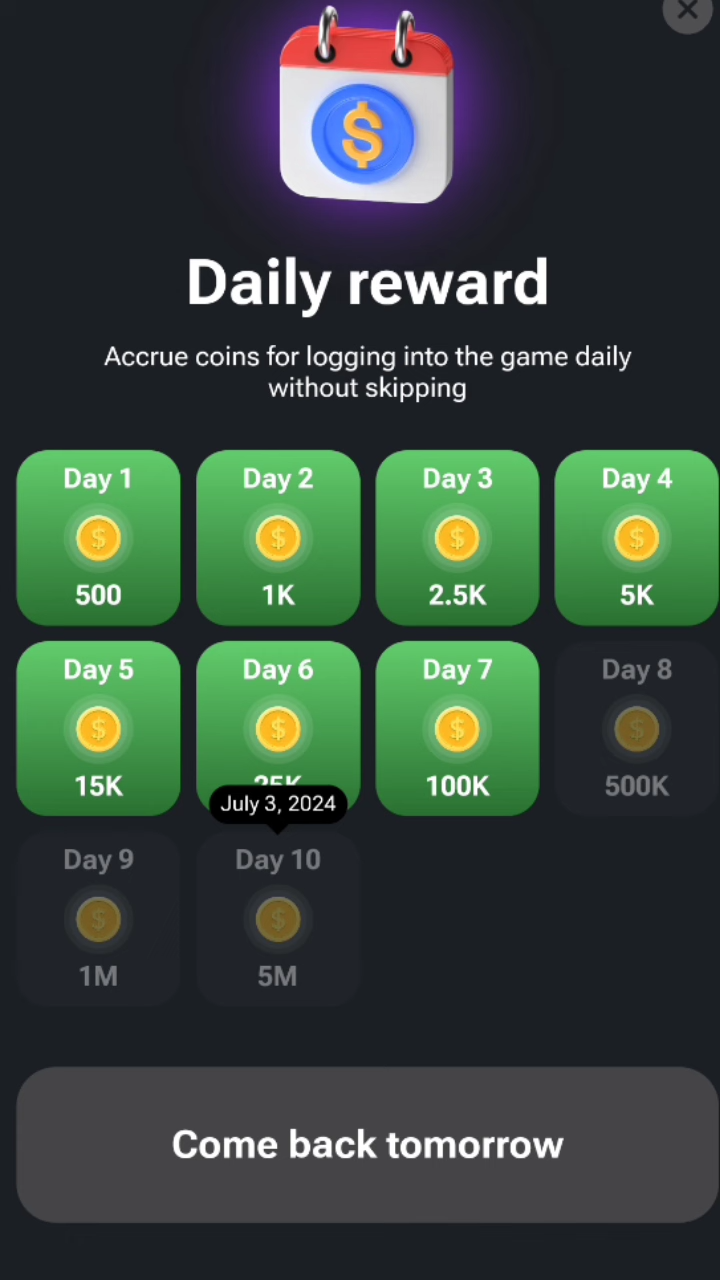 Daily reward
Accrue coins for logging into the game daily
without skipping
Day 1
Day 2
Day 3
Day 4
500
1K
2.5K
5K
Day 5
Day 6
Day 7
Day 8
15K
100K
500K
July 3, 2024
Day 9
Day 10
1M
5M
Come back tomorrow